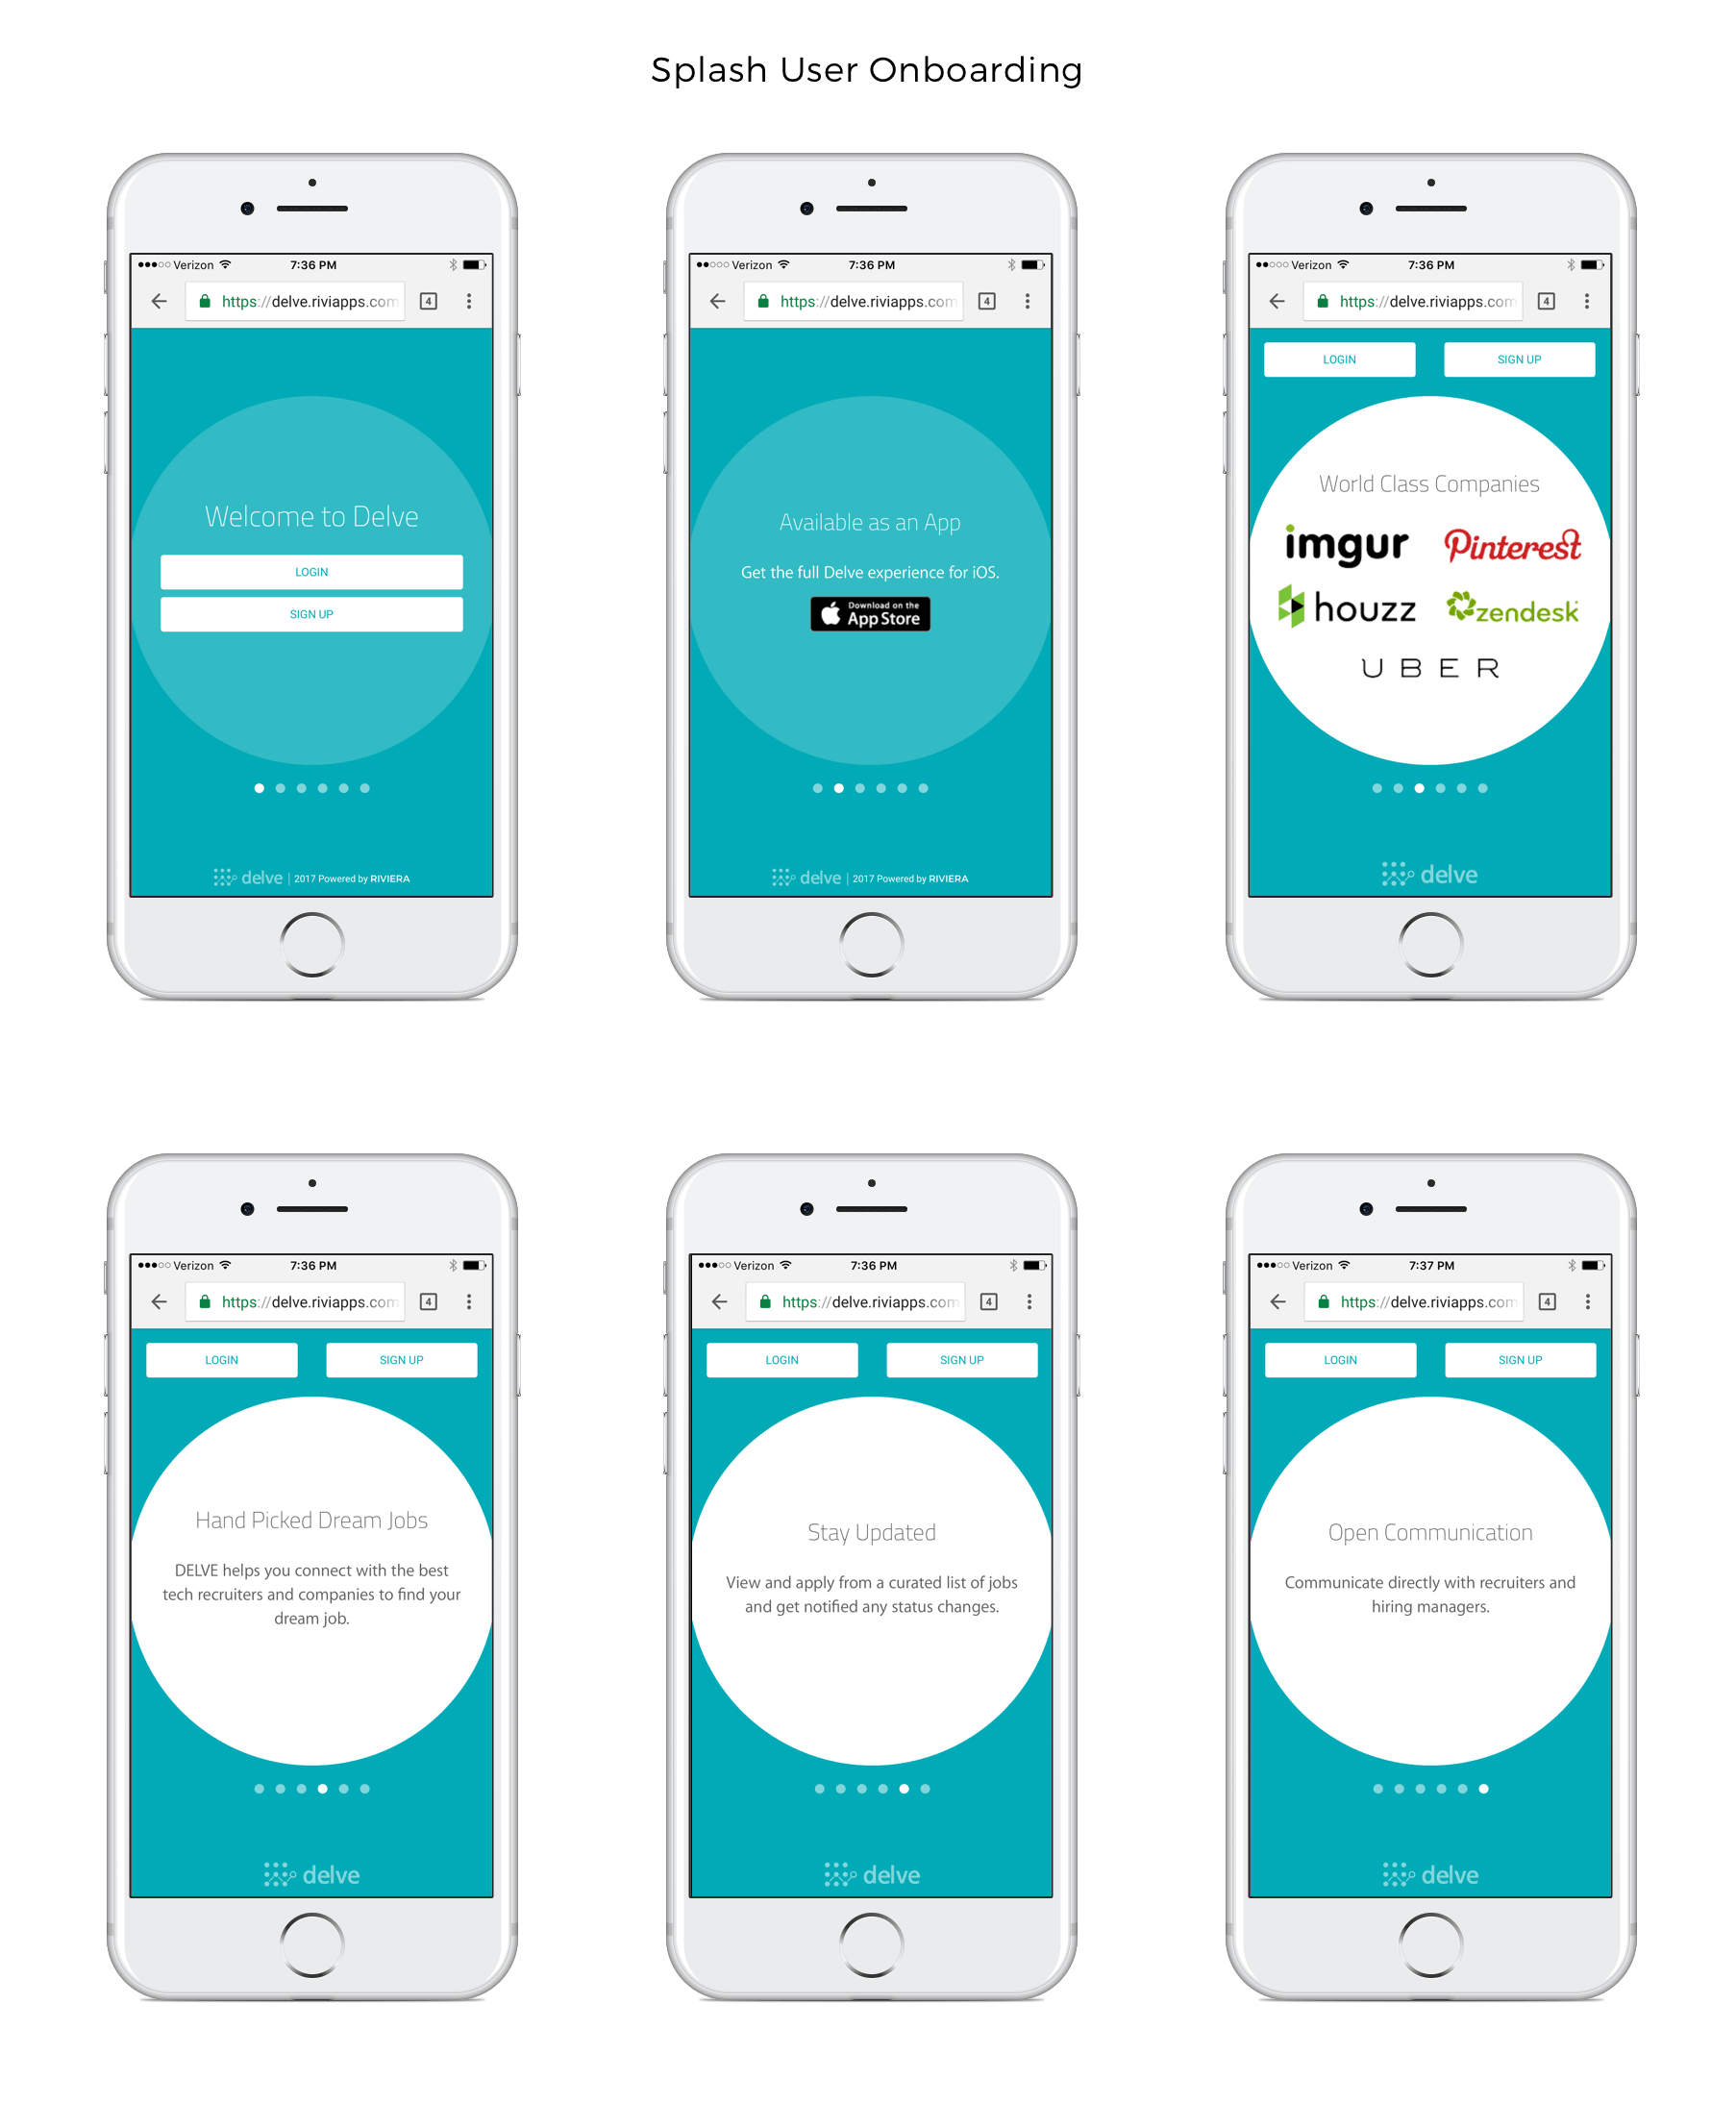 Splash User Onboarding
Verizon 7:36 PM
https://delve.riviapps.com
4
Welcome to Delve
LOGIN
SIGN UP
delve | 2017 Powered by RIVIERA
Verizon 7:36 PM
https://delve.riviapps.com
4
Available as an App
Get the full Delve experience for iOS.
Download on the
App Store
delve | 2017 Powered by RIVIERA
Verizon 7:36 PM
https://delve.riviapps.com
4
LOGIN SIGN UP
World Class Companies
imgur Pinterest
houzz zendesk
UBER
delve
Verizon 7:36 PM
https://delve.riviapps.com
4
LOGIN SIGN UP
Hand Picked Dream Jobs
DELVE helps you connect with the best
tech recruiters and companies to find your
dream job.
delve
Verizon 7:36 PM
https://delve.riviapps.com
4
LOGIN SIGN UP
Stay Updated
View and apply from a curated list of jobs
and get notified any status changes.
delve
Verizon 7:37 PM
https://delve.riviapps.com
4
LOGIN SIGN UP
Open Communication
Communicate directly with recruiters and
hiring managers.
delve